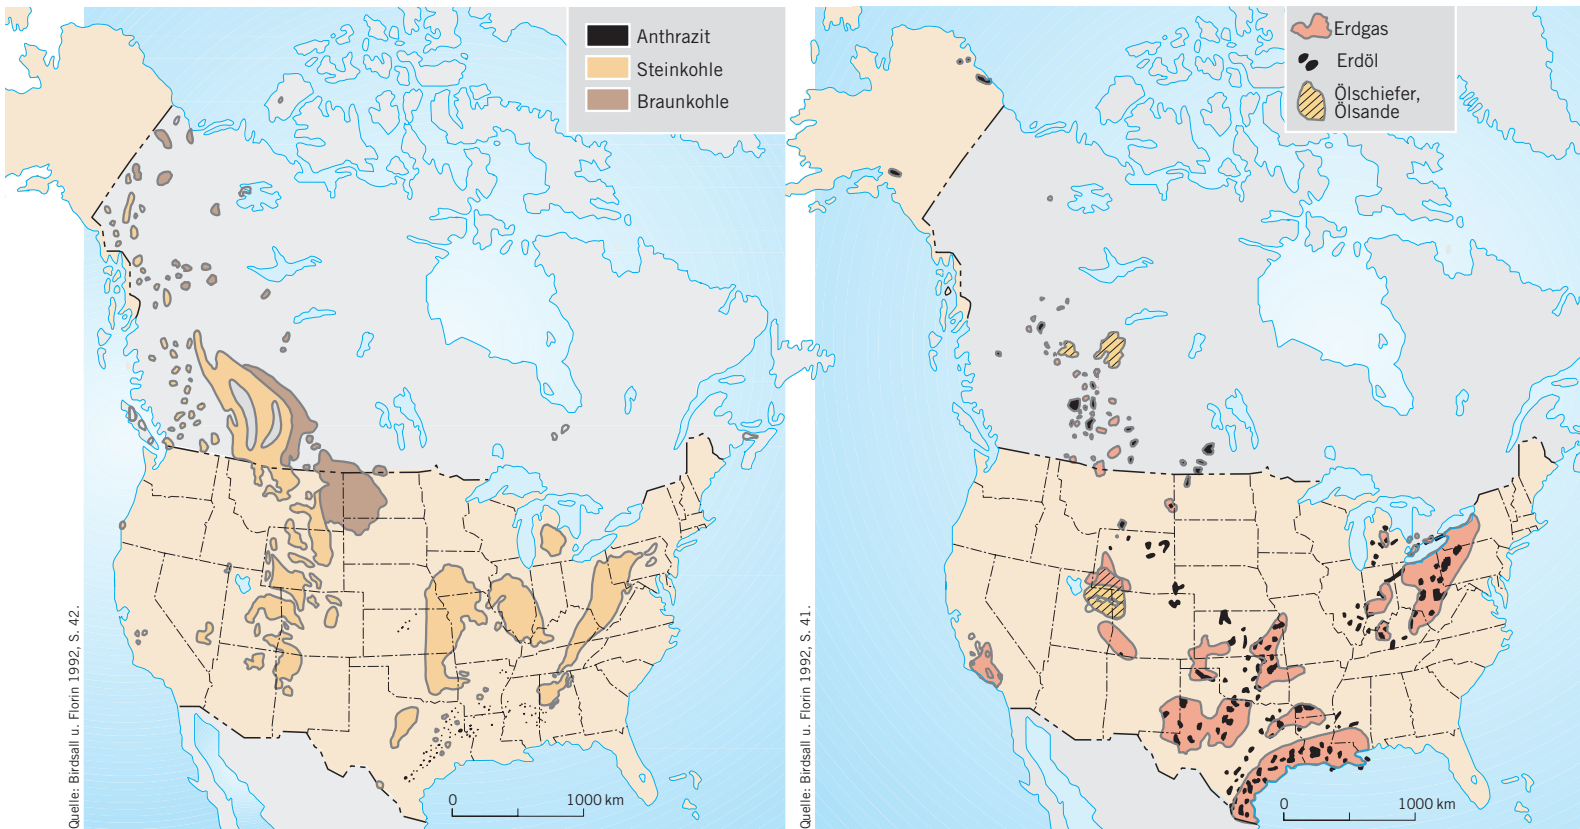 Anthrazit
Steinkohle
Braunkohle
0
1000 km
Quelle: Birdsall u. Florin 1992, S. 42.
Erdgas
Erdöl
Ölschiefer,
Ölsande
0
1000 km
Quelle: Birdsall u. Florin 1992, S. 41.